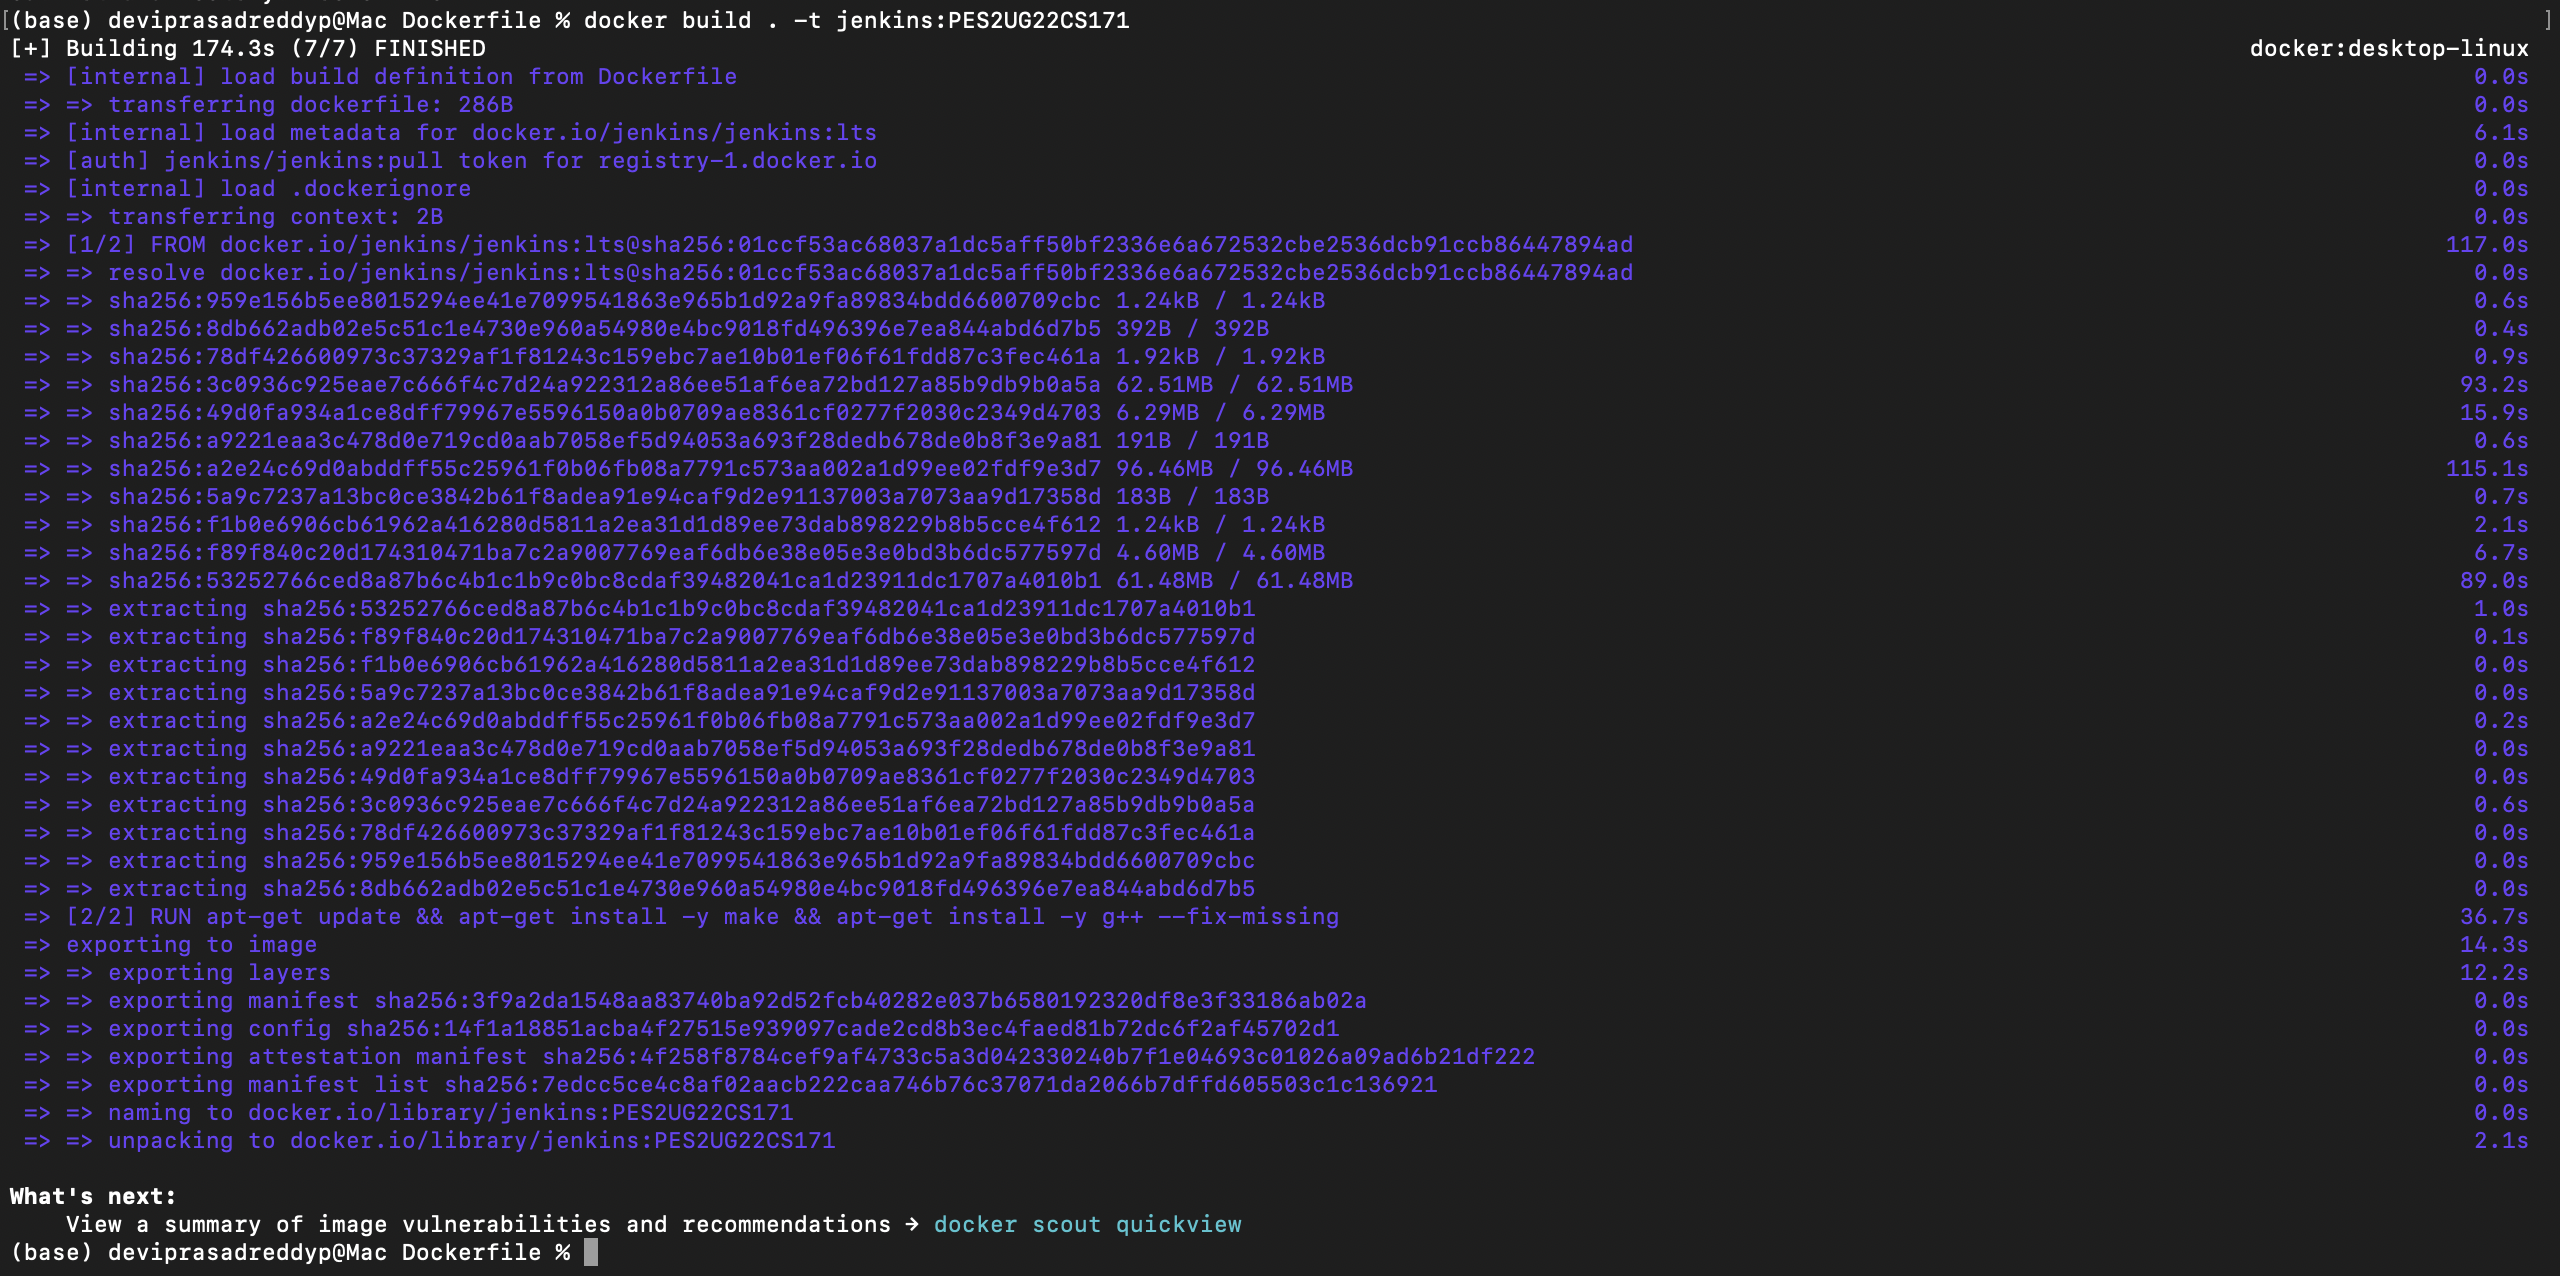 [(base) deviprasadreddyp@Mac Dockerfile % docker build . -t jenkins:PES2UG22CS171 ]
[+] Building 174.3s (7/7) FINISHED docker:desktop-linux
=> [internal] load build definition from Dockerfile 0.0s
=> => transferring dockerfile: 286B 0.0s
=> [internal] load metadata for docker.io/jenkins/jenkins:lts 6.1s
=> [auth] jenkins/jenkins:pull token for registry-1.docker.io 0.0s
=> [internal] load .dockerignore 0.0s
=> => transferring context: 2B 0.0s
=> [1/2] FROM docker.io/jenkins/jenkins:lts@sha256:01ccf53ac68037a1dc5aff50bf2336e6a672532cbe2536dcb91ccb86447894ad 117.0s
=> => resolve docker.io/jenkins/jenkins:lts@sha256:01ccf53ac68037a1dc5aff50bf2336e6a672532cbe2536dcb91ccb86447894ad 0.0s
=> => sha256:959e156b5ee8015294ee41e7099541863e965b1d92a9fa89834bdd6600709cbc 1.24kB / 1.24kB 0.6s
=> => sha256:8db662adb02e5c51c1e4730e960a54980e4bc9018fd496396e7ea844abd6d7b5 392B / 392B 0.4s
=> => sha256:78df426600973c37329af1f81243c159ebc7ae10b01ef06f61fdd87c3fec461a 1.92kB / 1.92kB 0.9s
=> => sha256:3c0936c925eae7c666f4c7d24a922312a86ee51af6ea72bd127a85b9db9b0a5a 62.51MB / 62.51MB 93.2s
=> => sha256:49d0fa934a1ce8dff79967e5596150a0b0709ae8361cf0277f2030c2349d4703 6.29MB / 6.29MB 15.9s
=> => sha256:a9221eaa3c478d0e719cd0aab7058ef5d94053a693f28dedb678de0b8f3e9a81 191B / 191B 0.6s
=> => sha256:a2e24c69d0abddff55c25961f0b06fb08a7791c573aa002a1d99ee02fdf9e3d7 96.46MB / 96.46MB 115.1s
=> => sha256:5a9c7237a13bc0ce3842b61f8adea91e94caf9d2e91137003a7073aa9d17358d 183B / 183B 0.7s
=> => sha256:f1b0e6906cb61962a416280d5811a2ea31d1d89ee73dab898229b8b5cce4f612 1.24kB / 1.24kB 2.1s
=> => sha256:f89f840c20d174310471ba7c2a9007769eaf6db6e38e05e3e0bd3b6dc577597d 4.60MB / 4.60MB 6.7s
=> => sha256:53252766ced8a87b6c4b1c1b9c0bc8cdaf39482041ca1d23911dc1707a4010b1 61.48MB / 61.48MB 89.0s
=> => extracting sha256:53252766ced8a87b6c4b1c1b9c0bc8cdaf39482041ca1d23911dc1707a4010b1 1.0s
=> => extracting sha256:f89f840c20d174310471ba7c2a9007769eaf6db6e38e05e3e0bd3b6dc577597d 0.1s
=> => extracting sha256:f1b0e6906cb61962a416280d5811a2ea31d1d89ee73dab898229b8b5cce4f612 0.0s
=> => extracting sha256:5a9c7237a13bc0ce3842b61f8adea91e94caf9d2e91137003a7073aa9d17358d 0.0s
=> => extracting sha256:a2e24c69d0abddff55c25961f0b06fb08a7791c573aa002a1d99ee02fdf9e3d7 0.2s
=> => extracting sha256:a9221eaa3c478d0e719cd0aab7058ef5d94053a693f28dedb678de0b8f3e9a81 0.0s
=> => extracting sha256:49d0fa934a1ce8dff79967e5596150a0b0709ae8361cf0277f2030c2349d4703 0.0s
=> => extracting sha256:3c0936c925eae7c666f4c7d24a922312a86ee51af6ea72bd127a85b9db9b0a5a 0.6s
=> => extracting sha256:78df426600973c37329af1f81243c159ebc7ae10b01ef06f61fdd87c3fec461a 0.0s
=> => extracting sha256:959e156b5ee8015294ee41e7099541863e965b1d92a9fa89834bdd6600709cbc 0.0s
=> => extracting sha256:8db662adb02e5c51c1e4730e960a54980e4bc9018fd496396e7ea844abd6d7b5 0.0s
=> [2/2] RUN apt-get update && apt-get install -y make && apt-get install -y g++ --fix-missing 36.7s
=> exporting to image 14.3s
=> => exporting layers 12.2s
=> => exporting manifest sha256:3f9a2da1548aa83740ba92d52fcb40282e037b6580192320df8e3f33186ab02a 0.0s
=> => exporting config sha256:14f1a18851acba4f27515e939097cade2cd8b3ec4faed81b72dc6f2af45702d1 0.0s
=> => exporting attestation manifest sha256:4f258f8784cef9af4733c5a3d042330240b7f1e04693c01026a09ad6b21df222 0.0s
=> => exporting manifest list sha256:7edcc5ce4c8af02aacb222caa746b76c37071da2066b7dffd605503c1c136921 0.0s
=> => naming to docker.io/library/jenkins:PES2UG22CS171 0.0s
=> => unpacking to docker.io/library/jenkins:PES2UG22CS171 2.1s
What's next:
View a summary of image vulnerabilities and recommendations → docker scout quickview
(base) deviprasadreddyp@Mac Dockerfile %